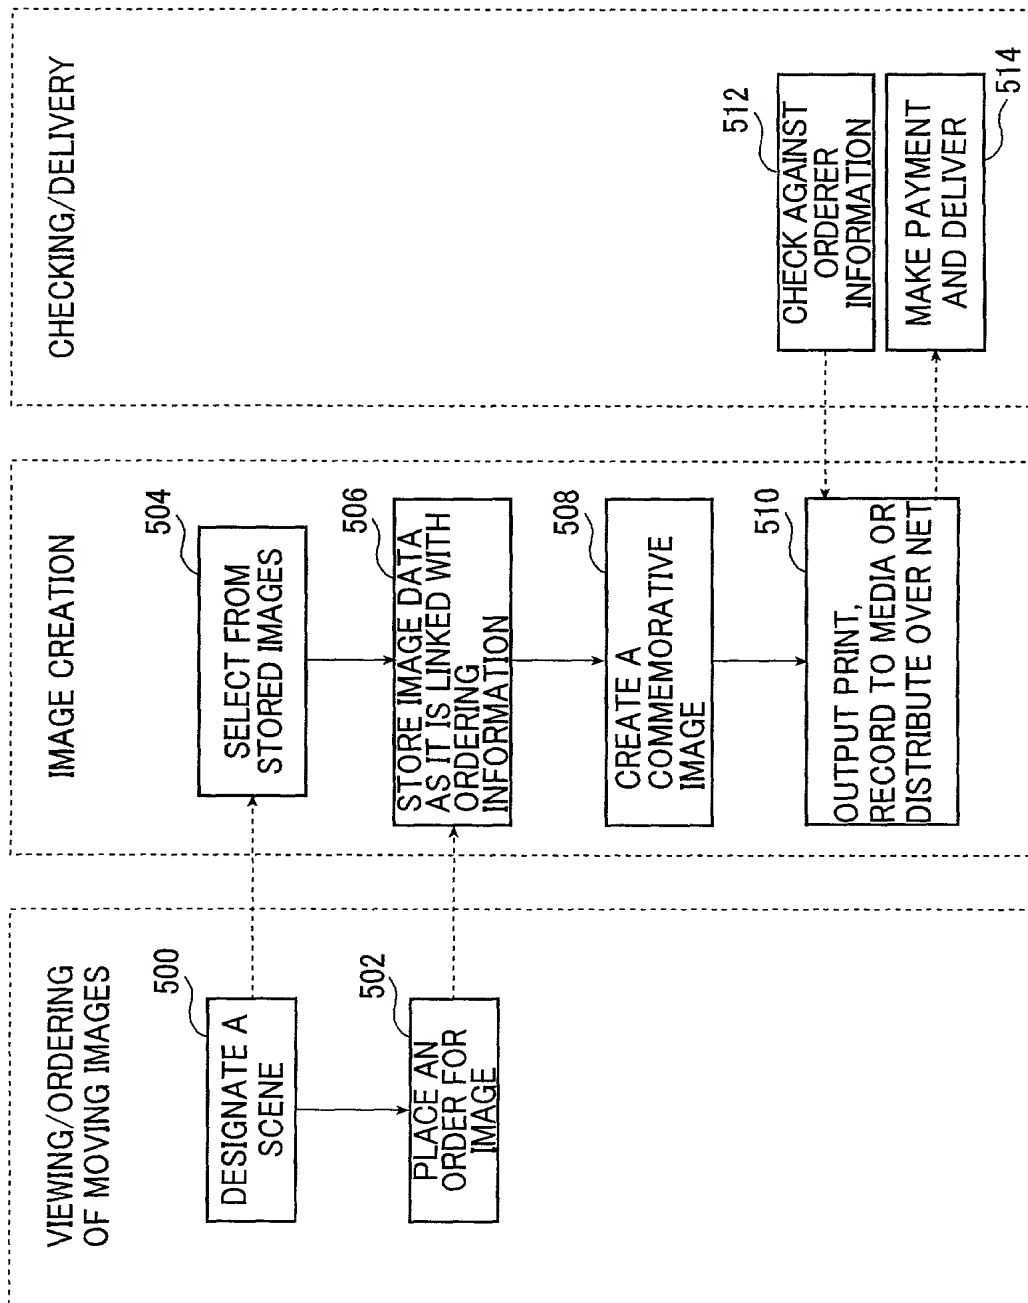 VIEWING/ORDERING
OF MOVING IMAGES
500
DESIGNATE A
SCENE
502
PLACE AN
ORDER FOR
IMAGE
IMAGE CREATION
504
SELECT FROM
STORED IMAGES
506
STORE IMAGE DATA
AS IT IS LINKED WITH
ORDERING
INFORMATION
508
CREATE A
COMMEMORATIVE
IMAGE
510
OUTPUT PRINT,
RECORD TO MEDIA OR
DISTRIBUTE OVER NET
CHECKING/DELIVERY
512
CHECK AGAINST
ORDERER
INFORMATION
MAKE PAYMENT
AND DELIVER
514